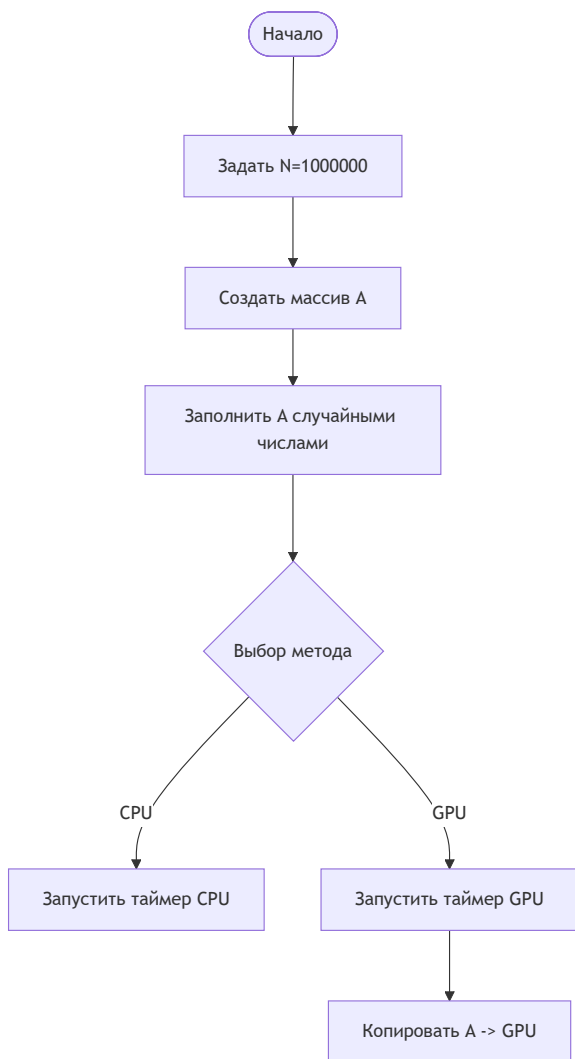 Начало
Задать N=1000000
Создать массив A
Заполнить A случайными
числами
Выбор метода
CPU
GPU
Запустить таймер CPU
Запустить таймер GPU
Копировать A -> GPU